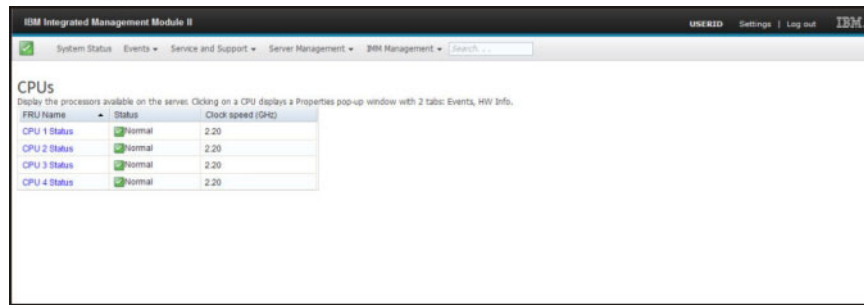 IBM Integrated Management Module II
USERID Settings | Log out IBM
System Status Events Service and Support Server Management IMM Management Search ...
CPUs
Display the processors available on the server. Clicking on a CPU displays a Properties pop-up window with 2 tabs: Events, HW Info.
FRU Name Status Clock speed (GHz)
CPU 1 Status Normal 2.20
CPU 2 Status Normal 2.20
CPU 3 Status Normal 2.20
CPU 4 Status Normal 2.20